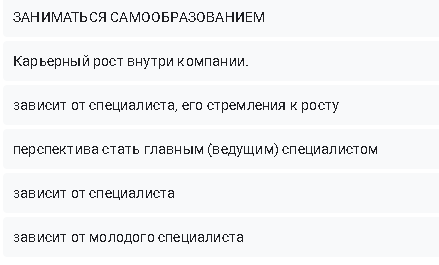 ЗАНИМАТЬСЯ САМООБРАЗОВАНИЕМ
Карьерный рост внутри компании.
зависит от специалиста, его стремления к росту
перспектива стать главным (ведущим) специалистом
зависит от специалиста
зависит от молодого специалиста